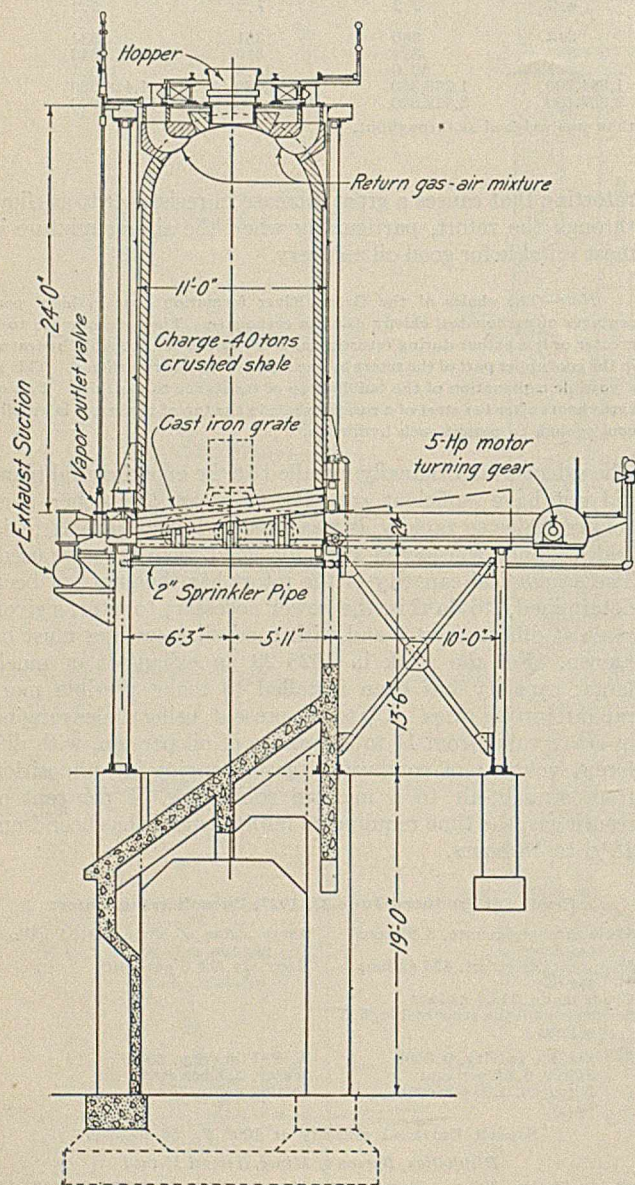 Hopper
Return gas-air mixture
24'-0"
11'-0"
Charge-40 tons
crushed shale
Cast iron grate
Vapor outlet valve
Exhaust Suction
5-Hp motor
turning gear
24"
2" Sprinkler Pipe
6'-3"
5'-11"
10'-0"
13'-6"
19'-0"